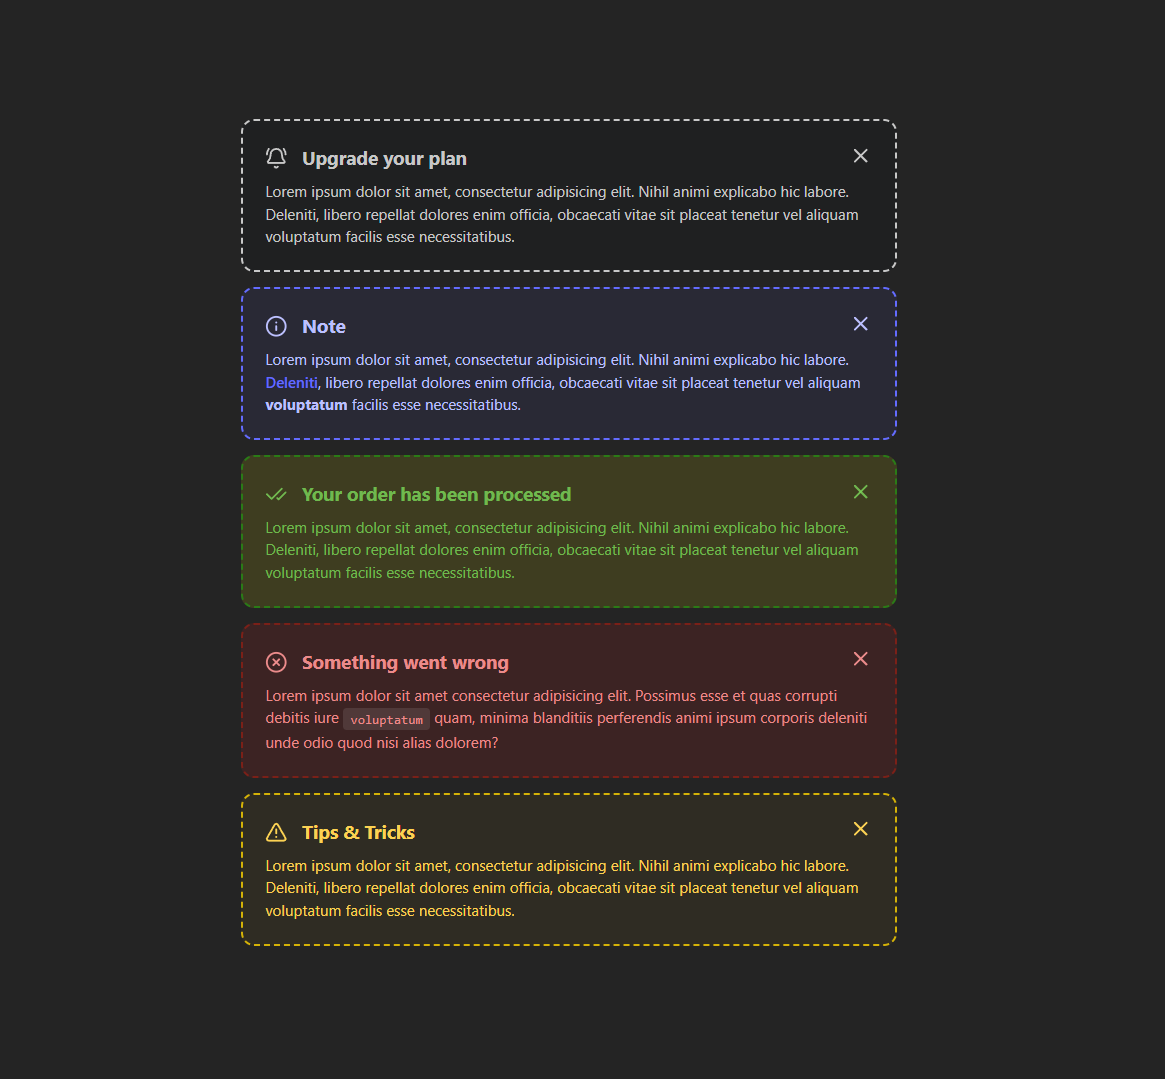 Upgrade your plan
Lorem ipsum dolor sit amet, consectetur adipisicing elit. Nihil animi explicabo hic labore.
Deleniti, libero repellat dolores enim officia, obcaecati vitae sit placeat tenetur vel aliquam
voluptatum facilis esse necessitatibus.
Note
Lorem ipsum dolor sit amet, consectetur adipisicing elit. Nihil animi explicabo hic labore.
Deleniti, libero repellat dolores enim officia, obcaecati vitae sit placeat tenetur vel aliquam
voluptatum facilis esse necessitatibus.
Your order has been processed
Lorem ipsum dolor sit amet, consectetur adipisicing elit. Nihil animi explicabo hic labore.
Deleniti, libero repellat dolores enim officia, obcaecati vitae sit placeat tenetur vel aliquam
voluptatum facilis esse necessitatibus.
Something went wrong
Lorem ipsum dolor sit amet consectetur adipisicing elit. Possimus esse et quas corrupti
debitis iure voluptatum quam, minima blanditiis perferendis animi ipsum corporis deleniti
unde odio quod nisi alias dolorem?
Tips & Tricks
Lorem ipsum dolor sit amet, consectetur adipisicing elit. Nihil animi explicabo hic labore.
Deleniti, libero repellat dolores enim officia, obcaecati vitae sit placeat tenetur vel aliquam
voluptatum facilis esse necessitatibus.